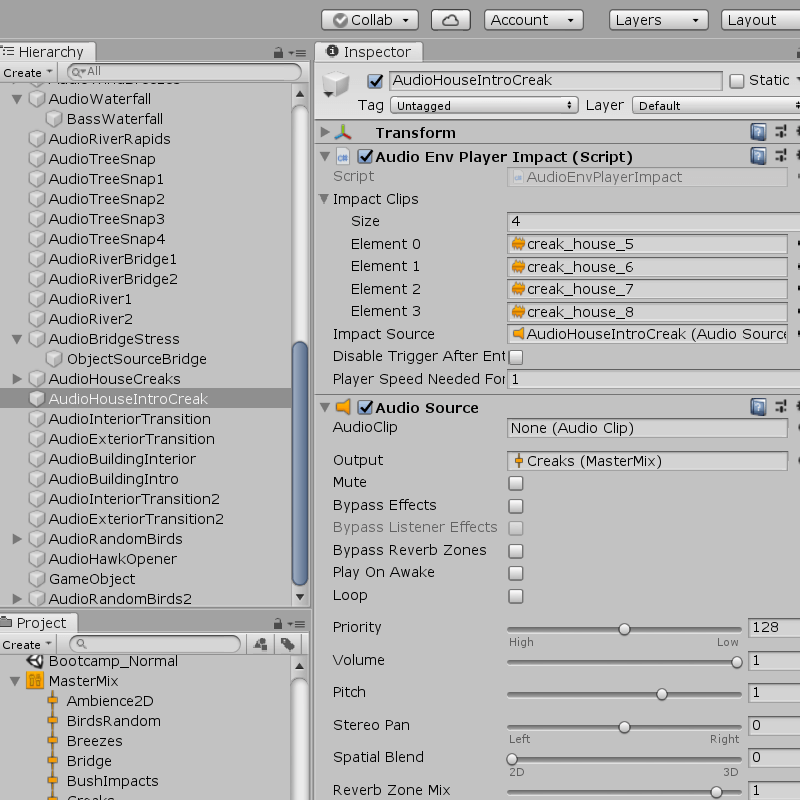 Collab
Account
Layers
Layout
Hierarchy
Create
All
AudioWaterfall
BassWaterfall
AudioRiverRapids
AudioTreeSnap
AudioTreeSnap1
AudioTreeSnap2
AudioTreeSnap3
AudioTreeSnap4
AudioRiverBridge1
AudioRiverBridge2
AudioRiver1
AudioRiver2
AudioBridgeStress
ObjectSourceBridge
AudioHouseCreaks
AudioHouseIntroCreak
AudioInteriorTransition
AudioExteriorTransition
AudioBuildingInterior
AudioBuildingIntro
AudioInteriorTransition2
AudioExteriorTransition2
AudioRandomBirds
AudioHawkOpener
GameObject
AudioRandomBirds2
Project
Create
Bootcamp_Normal
MasterMix
Ambience2D
BirdsRandom
Breezes
Bridge
BushImpacts
Inspector
AudioHouseIntroCreak
Static
Tag Untagged Layer Default
Transform
c# Audio Env Player Impact (Script)
Script AudioEnvPlayerImpact
Impact Clips
Size 4
Element 0 creak_house_5
Element 1 creak_house_6
Element 2 creak_house_7
Element 3 creak_house_8
Impact Source AudioHouseIntroCreak (Audio Source
Disable Trigger After Ent
Player Speed Needed For 1
Audio Source
AudioClip None (Audio Clip)
Output Creaks (MasterMix)
Mute
Bypass Effects
Bypass Listener Effects
Bypass Reverb Zones
Play On Awake
Loop
Priority 128
High Low
Volume 1
Pitch 1
Stereo Pan 0
Left Right
Spatial Blend 0
2D 3D
Reverb Zone Mix 1